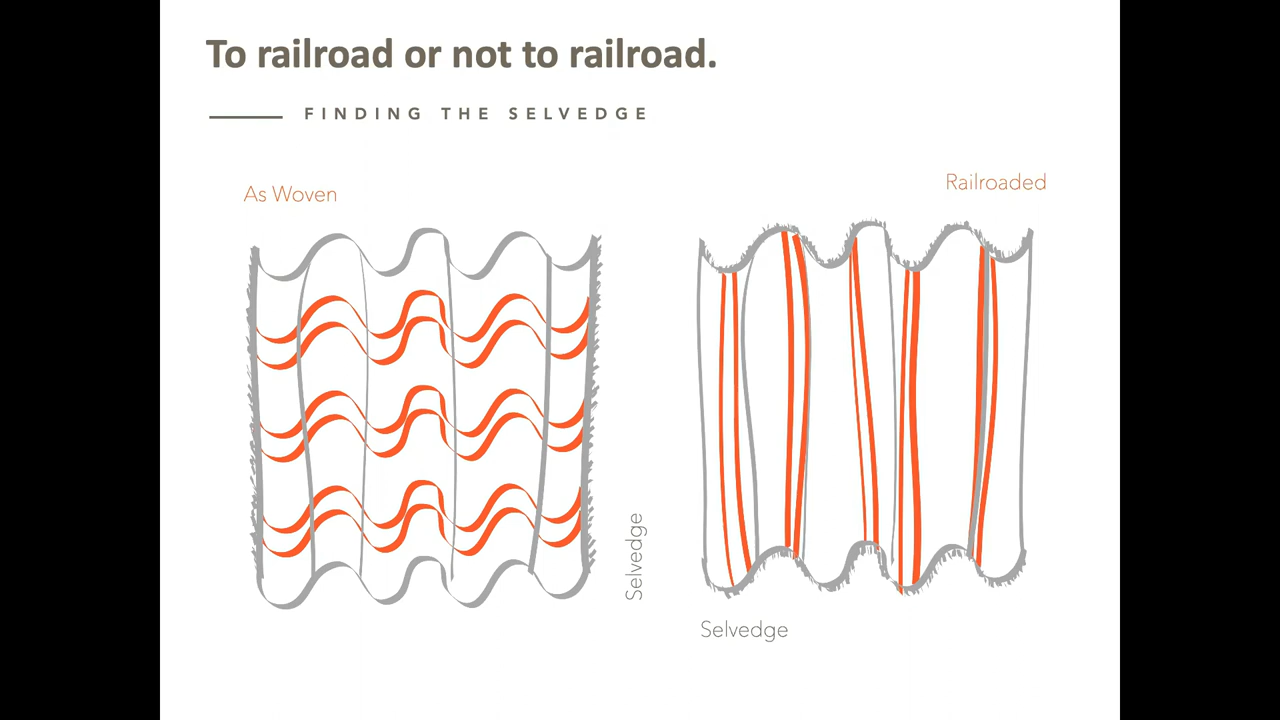 To railroad or not to railroad.
FINDING THE SELVEDGE
As Woven
Railroaded
Selvedge
Selvedge